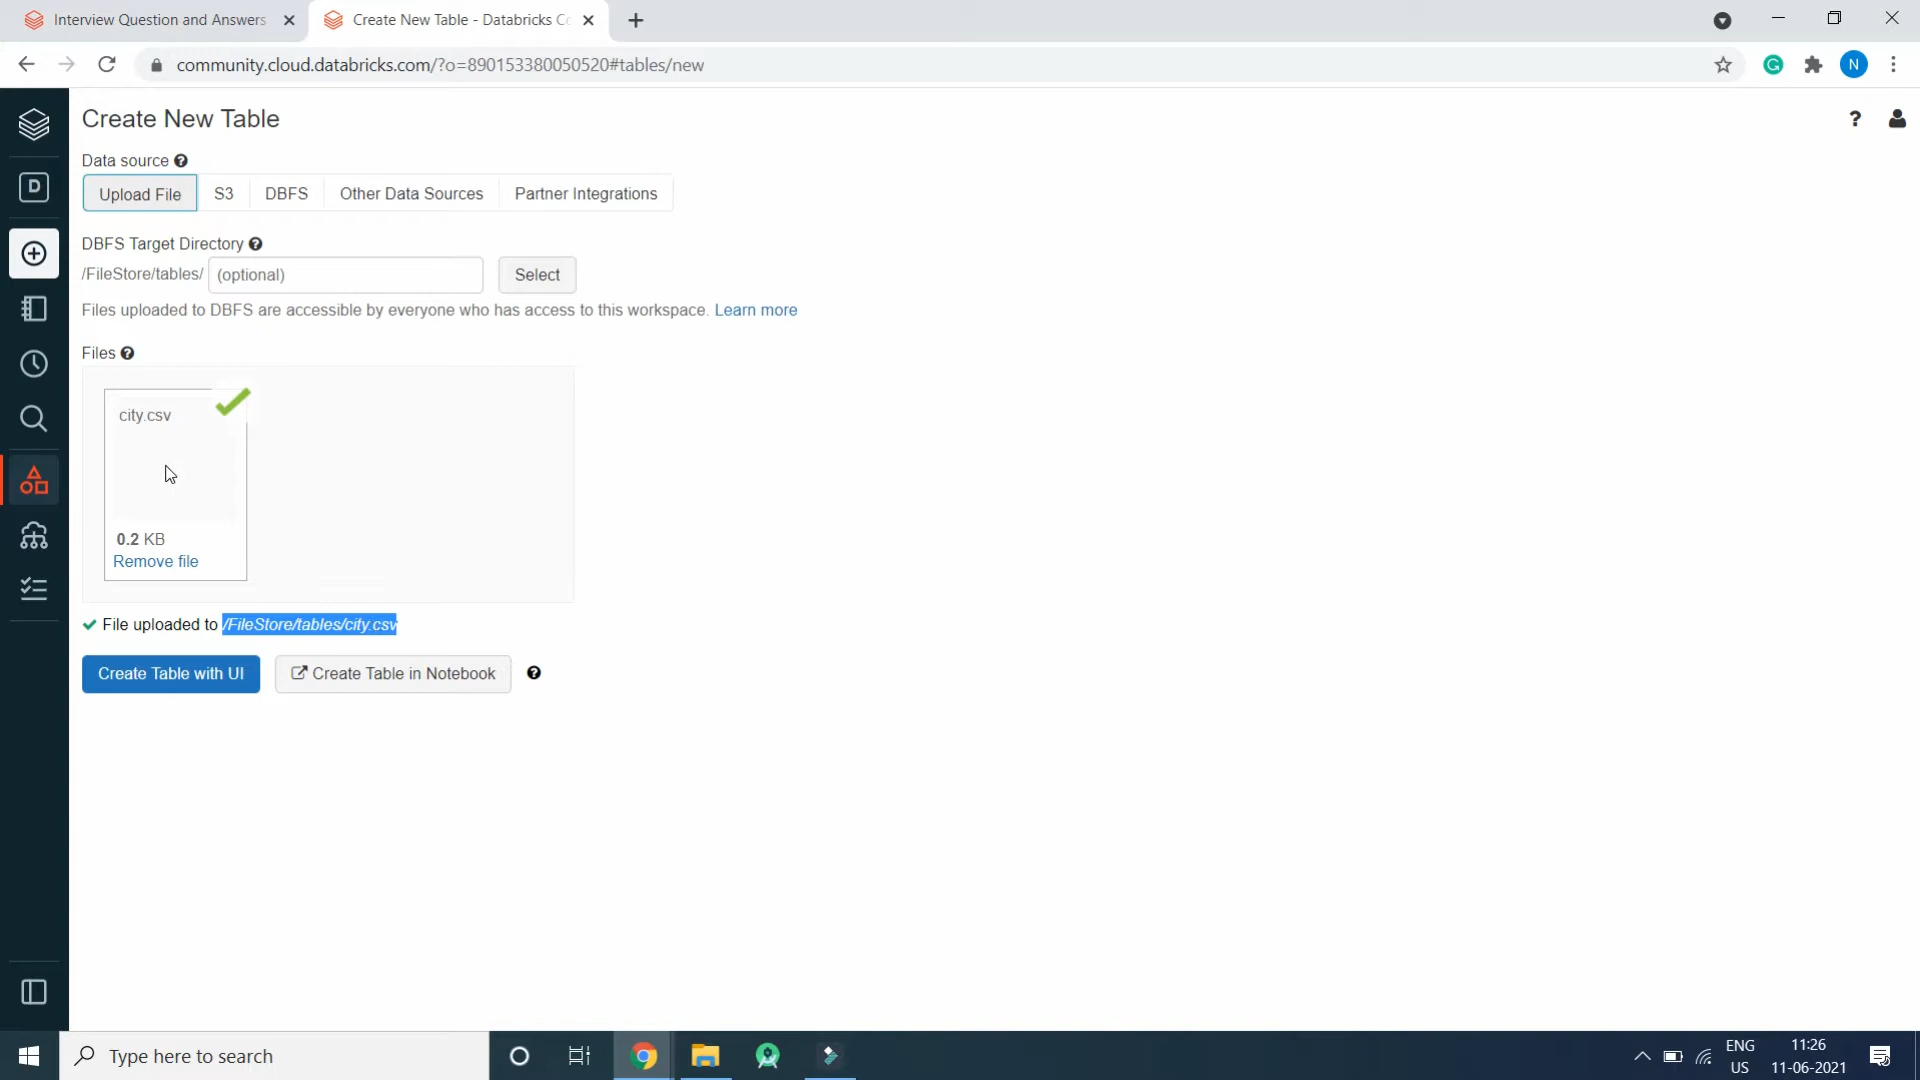 Interview Question and Answers
Create New Table - Databricks Co
community.cloud.databricks.com/?o=890153380050520#tables/new
N
Create New Table
?
D
Data source ?
Upload File S3 DBFS Other Data Sources Partner Integrations
DBFS Target Directory ?
/FileStore/tables/ (optional) Select
Files uploaded to DBFS are accessible by everyone who has access to this workspace. Learn more
Files ?
city.csv
0.2 KB
Remove file
File uploaded to /FileStore/tables/city.csv
Create Table with UI Create Table in Notebook ?
Type here to search
ENG
US
11:26
11-06-2021